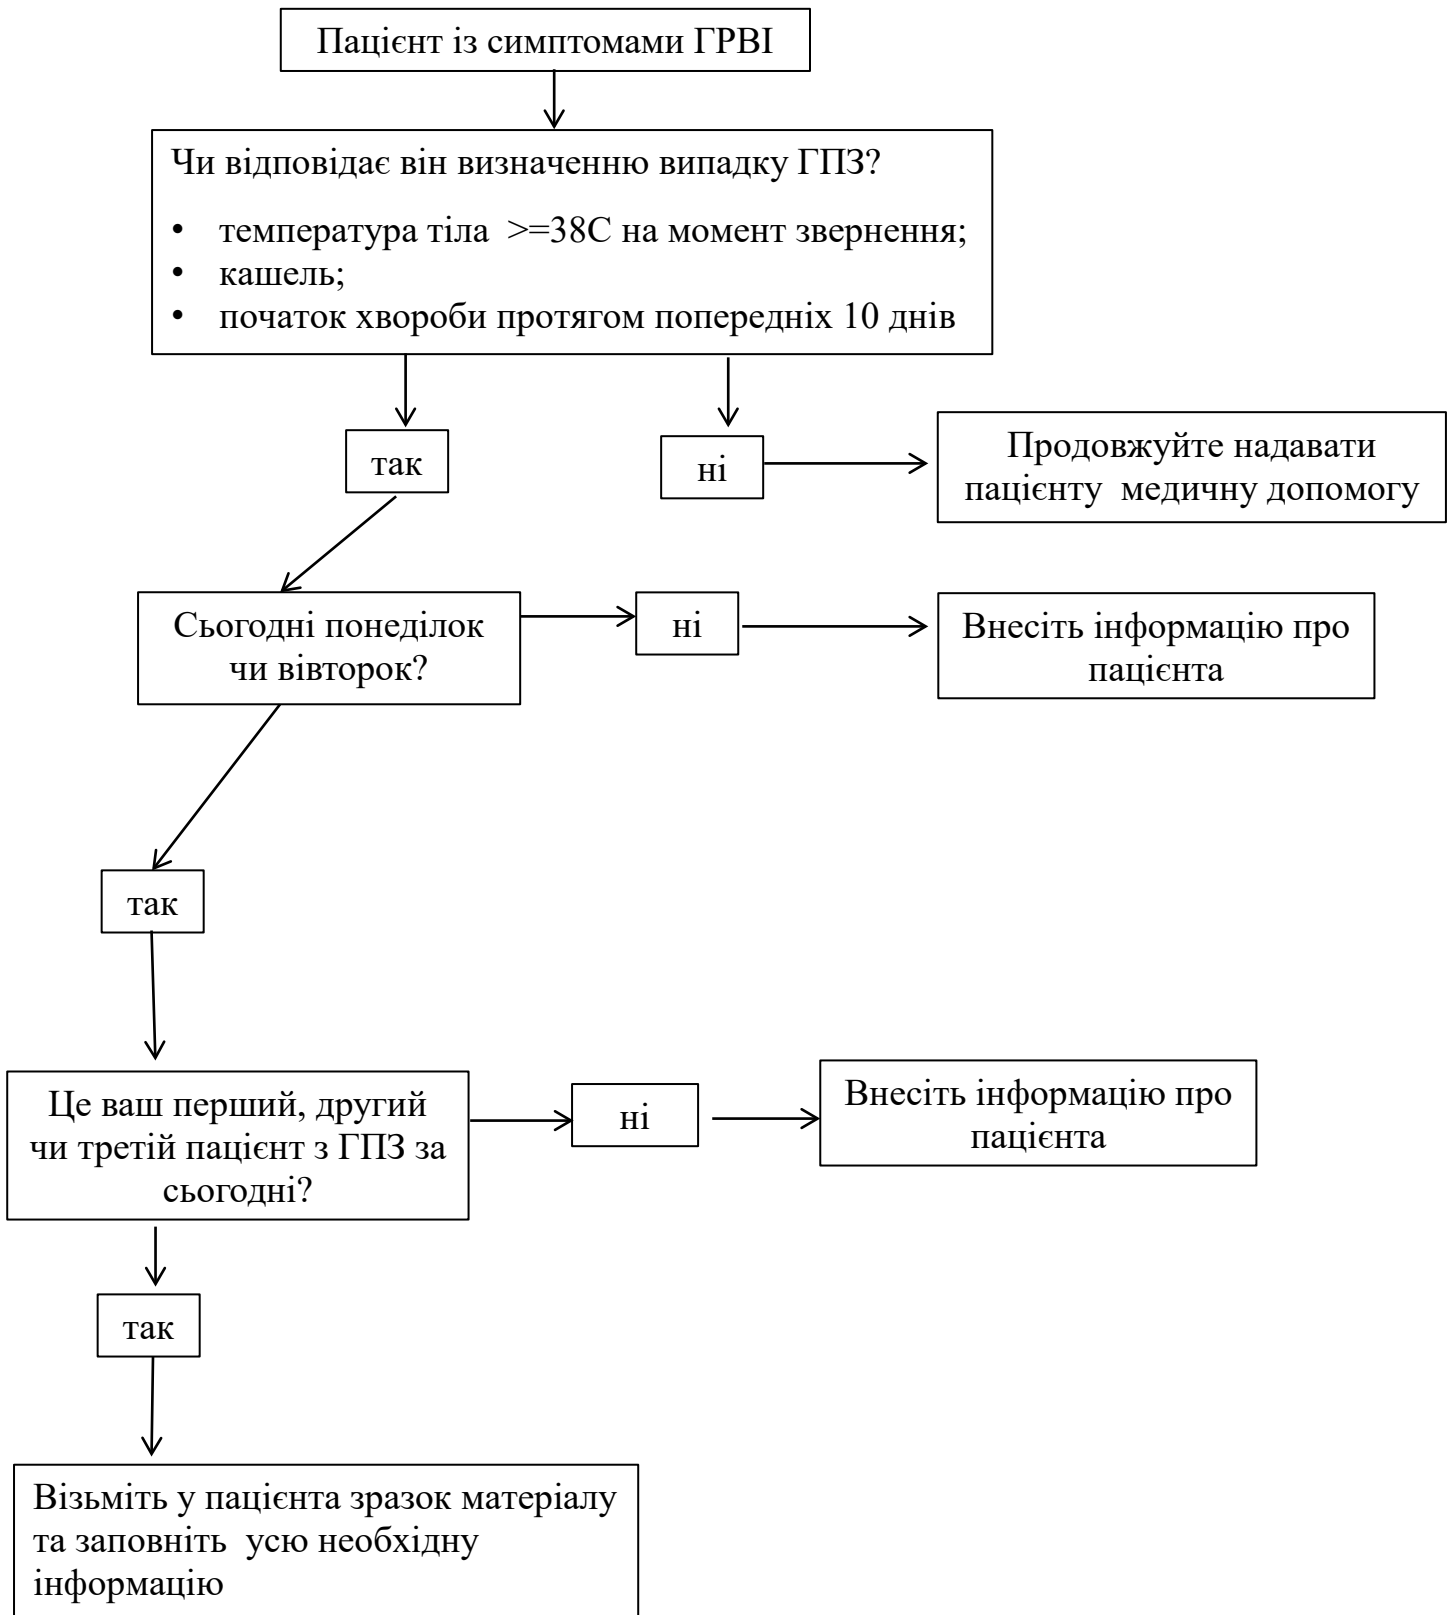 Пацієнт із симптомами ГРВІ
Чи відповідає він визначенню випадку ГПЗ?
• температура тіла >=38С на момент звернення;
• кашель;
• початок хвороби протягом попередніх 10 днів
так
ні
Продовжуйте надавати
пацієнту медичну допомогу
Сьогодні понеділок
чи вівторок?
ні
Внесіть інформацію про
пацієнта
так
Це ваш перший, другий
чи третій пацієнт з ГПЗ за
сьогодні?
ні
Внесіть інформацію про
пацієнта
так
Візьміть у пацієнта зразок матеріалу
та заповніть усю необхідну
інформацію